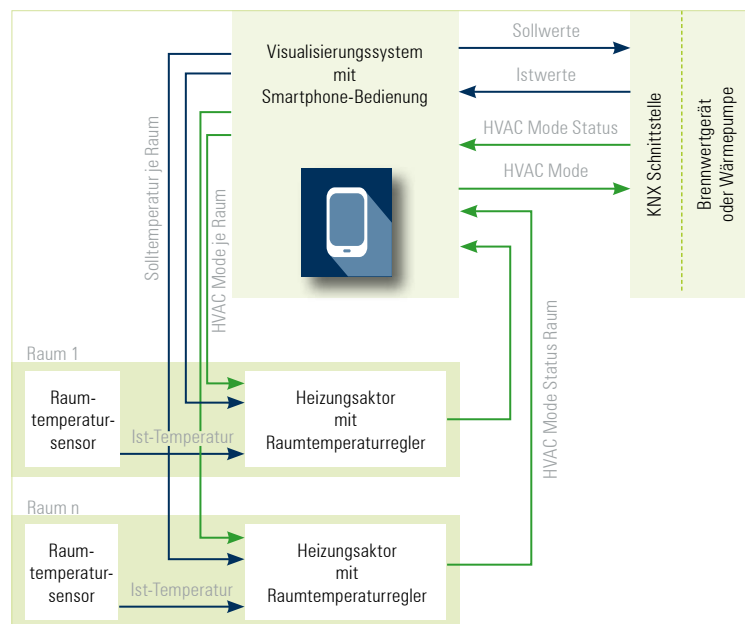 Visualisierungssystem
mit
Smartphone-Bedienung
Sollwerte
Istwerte
HVAC Mode Status
HVAC Mode
KNX Schnittstelle
Brennwertgerät
oder Wärmepumpe
Solltemperatur je Raum
HVAC Mode je Raum
HVAC Mode Status Raum
Raum 1
Raum-
temperatur-
sensor
Ist-Temperatur
Heizungsaktor
mit
Raumtemperaturregler
Raum n
Raum-
temperatur-
sensor
Ist-Temperatur
Heizungsaktor
mit
Raumtemperaturregler